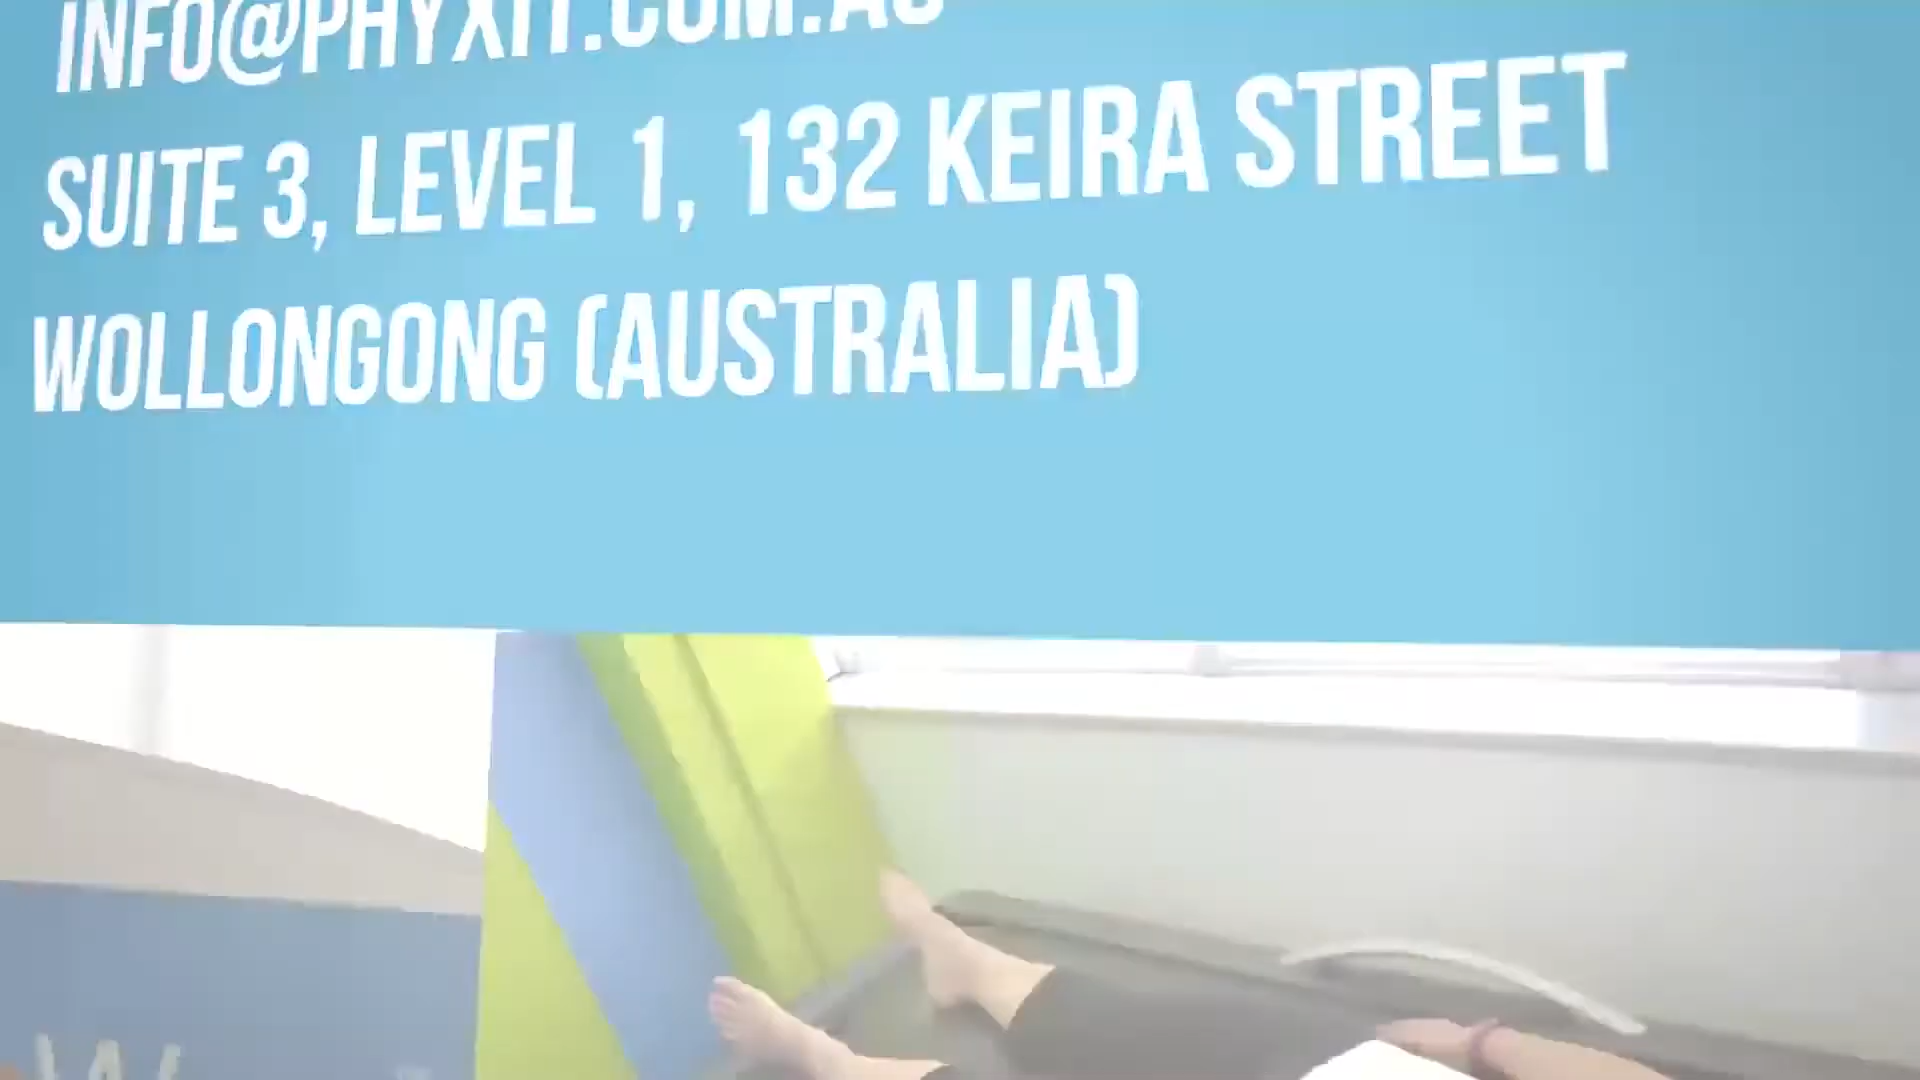 INFO@PHYXIT.COM.AU
SUITE 3, LEVEL 1, 132 KEIRA STREET
WOLLONGONG (AUSTRALIA)